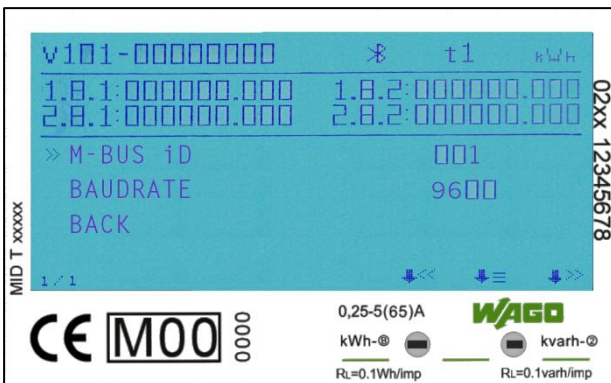 v101-00000000 t1 kWh
1.8.1:000000.000 1.8.2:000000.000
2.8.1:000000.000 2.8.2:000000.000
» M-BUS iD 001
BAUDRATE 9600
BACK
1/1 << ≡ >>
MID T xxxxx
02xx 12345678
CE M00 0000
0,25-5(65)A WAGO
kWh-® kvarh-②
RL=0.1Wh/imp RL=0.1varh/imp